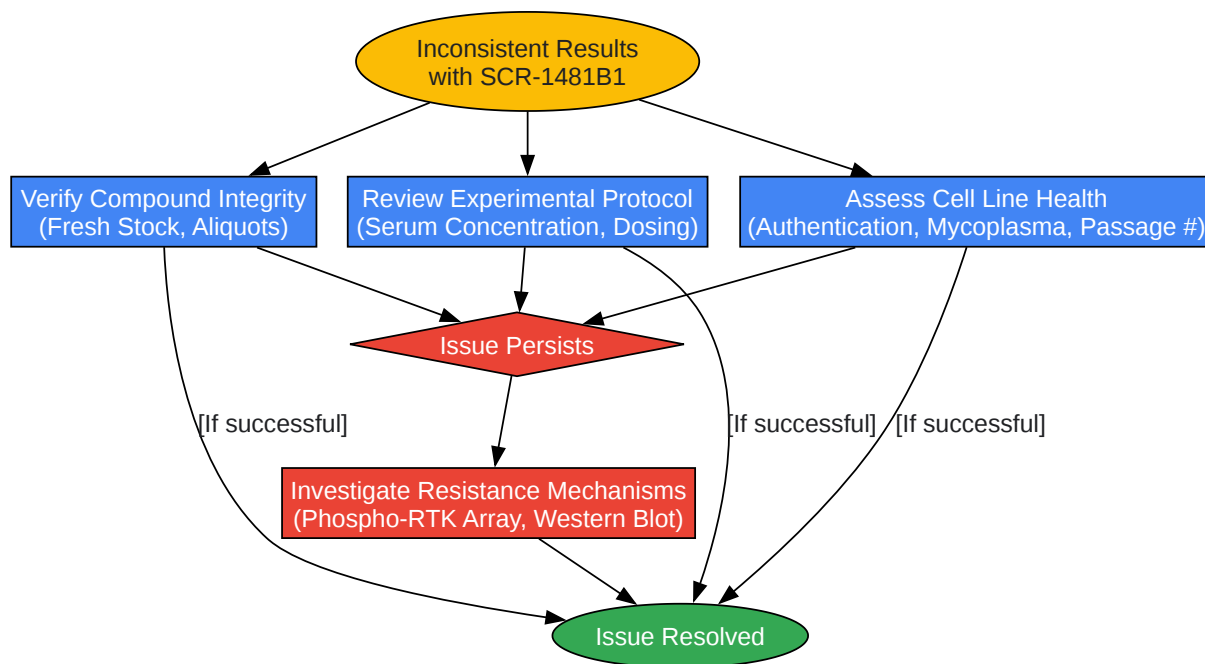 Inconsistent Results
with SCR-1481B1
Verify Compound Integrity
(Fresh Stock, Aliquots)
Review Experimental Protocol
(Serum Concentration, Dosing)
Assess Cell Line Health
(Authentication, Mycoplasma, Passage #)
Issue Persists
[If successful]
[If successful]
[If successful]
Investigate Resistance Mechanisms
(Phospho-RTK Array, Western Blot)
Issue Resolved